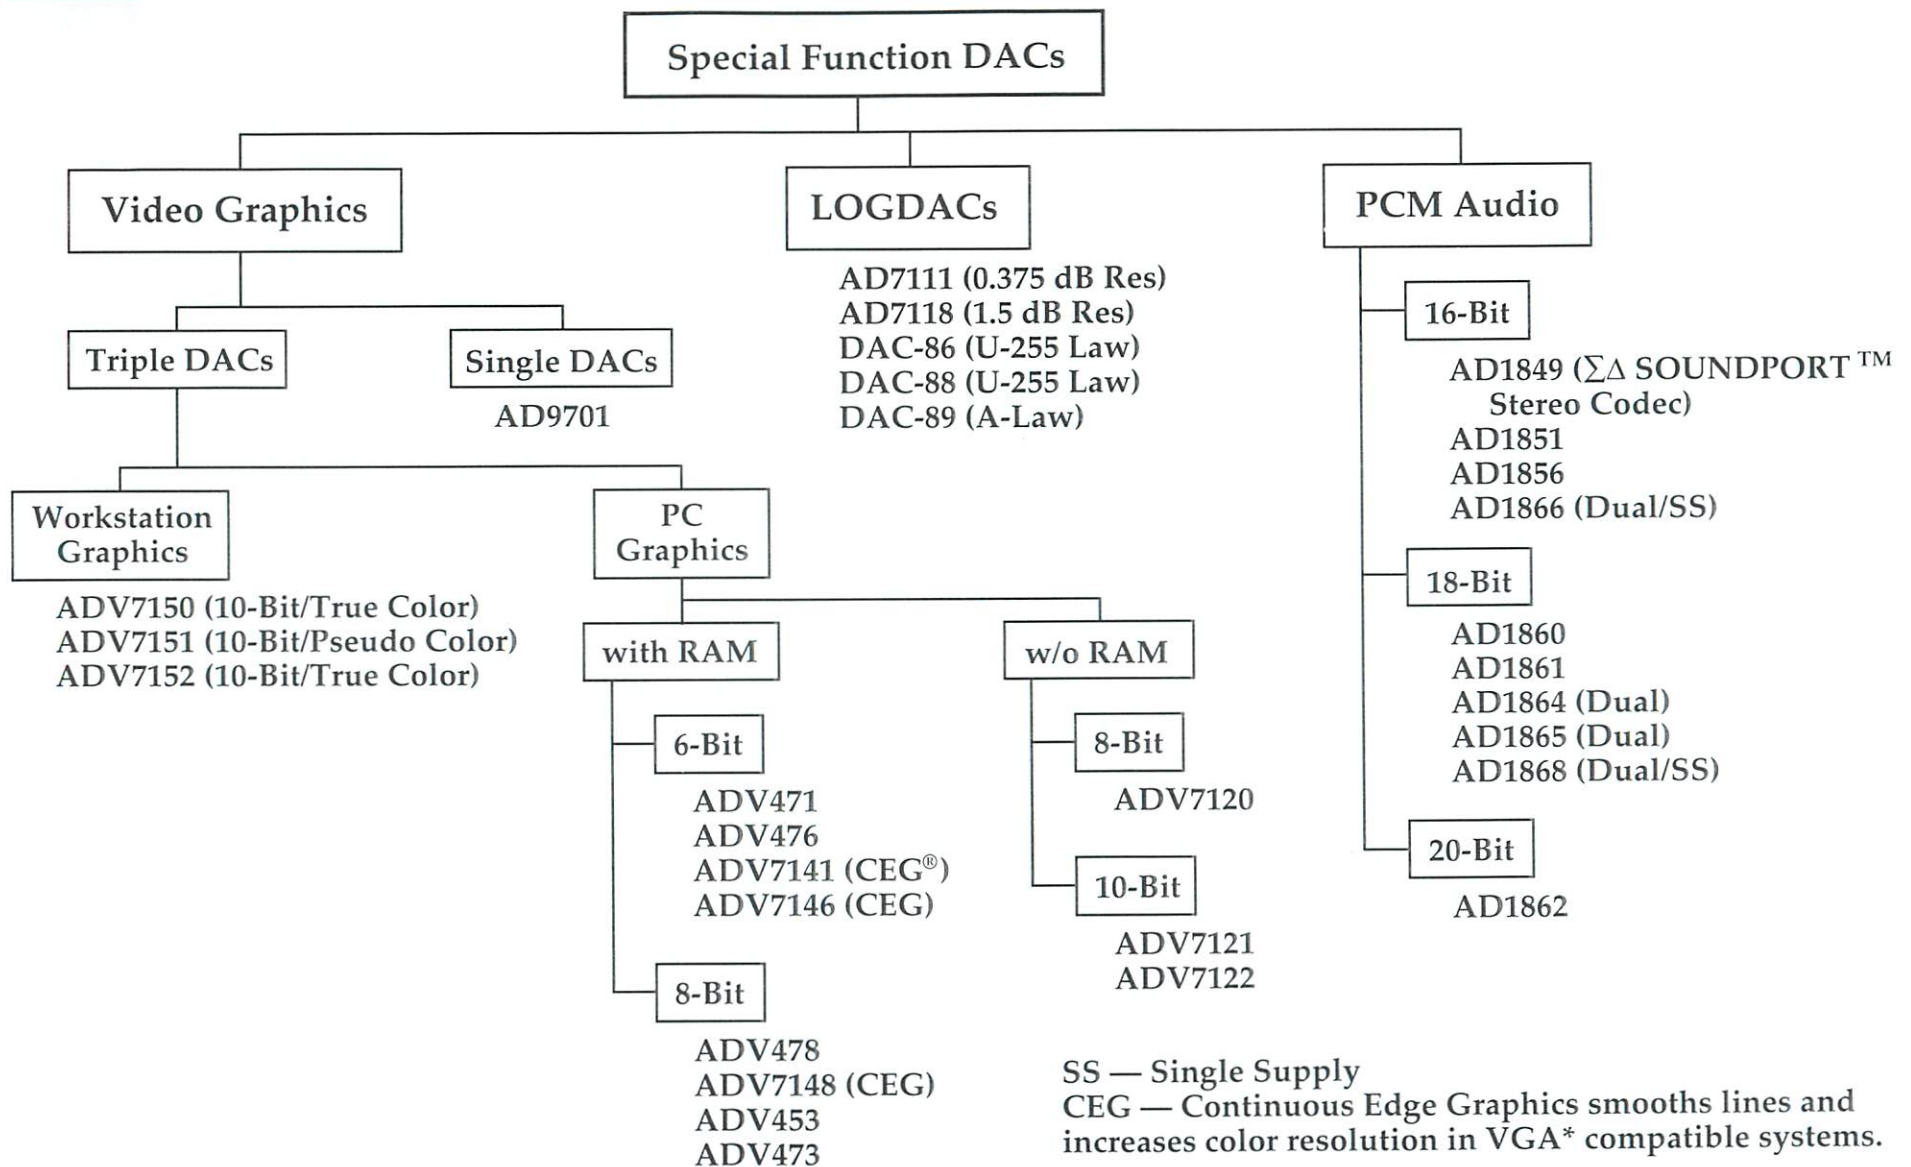 Special Function DACs
Video Graphics
LOGDACs
PCM Audio
Triple DACs
Single DACs
AD9701
Workstation
Graphics
ADV7150 (10-Bit/True Color)
ADV7151 (10-Bit/Pseudo Color)
ADV7152 (10-Bit/True Color)
PC
Graphics
with RAM
6-Bit
ADV471
ADV476
ADV7141 (CEG®)
ADV7146 (CEG)
8-Bit
ADV478
ADV7148 (CEG)
ADV453
ADV473
w/o RAM
8-Bit
ADV7120
10-Bit
ADV7121
ADV7122
AD7111 (0.375 dB Res)
AD7118 (1.5 dB Res)
DAC-86 (U-255 Law)
DAC-88 (U-255 Law)
DAC-89 (A-Law)
16-Bit
AD1849 (ΣΔ SOUNDPORT ™
Stereo Codec)
AD1851
AD1856
AD1866 (Dual/SS)
18-Bit
AD1860
AD1861
AD1864 (Dual)
AD1865 (Dual)
AD1868 (Dual/SS)
20-Bit
AD1862
SS — Single Supply
CEG — Continuous Edge Graphics smooths lines and
increases color resolution in VGA* compatible systems.